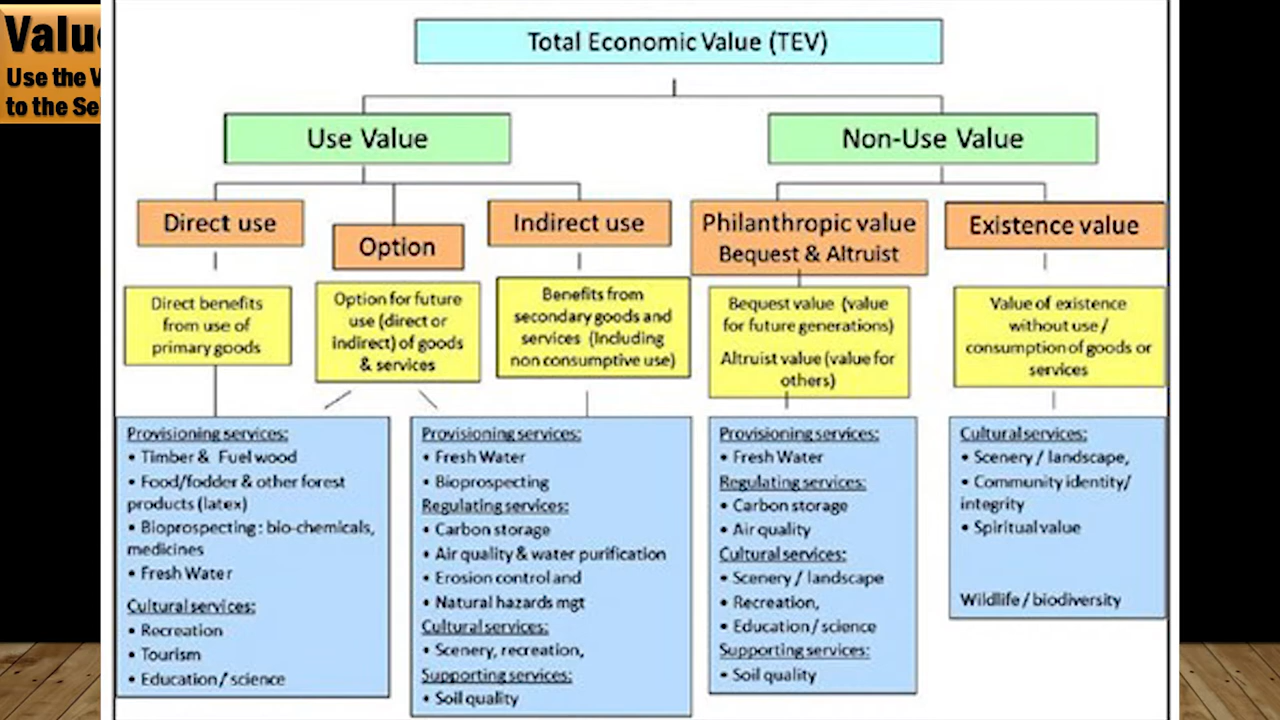 Value
Use the V
to the Se
Total Economic Value (TEV)
Use Value
Non-Use Value
Direct use
Option
Indirect use
Philanthropic value
Bequest & Altruist
Existence value
Direct benefits
from use of
primary goods
Option for future
use (direct or
indirect) of goods
& services
Benefits from
secondary goods and
services (Including
non consumptive use)
Bequest value (value
for future generations)
Altruist value (value for
others)
Value of existence
without use /
consumption of goods or
services
Provisioning services:
• Timber & Fuel wood
• Food/fodder & other forest
products (latex)
• Bioprospecting : bio-chemicals,
medicines
• Fresh Water
Cultural services:
• Recreation
• Tourism
• Education / science
Provisioning services:
• Fresh Water
• Bioprospecting
Regulating services:
• Carbon storage
• Air quality & water purification
• Erosion control and
• Natural hazards mgt
Cultural services:
• Scenery, recreation,
Supporting services:
• Soil quality
Provisioning services:
• Fresh Water
Regulating services:
• Carbon storage
• Air quality
Cultural services:
• Scenery / landscape
• Recreation,
• Education / science
Supporting services:
• Soil quality
Cultural services:
• Scenery / landscape,
• Community identity/
integrity
• Spiritual value
Wildlife / biodiversity